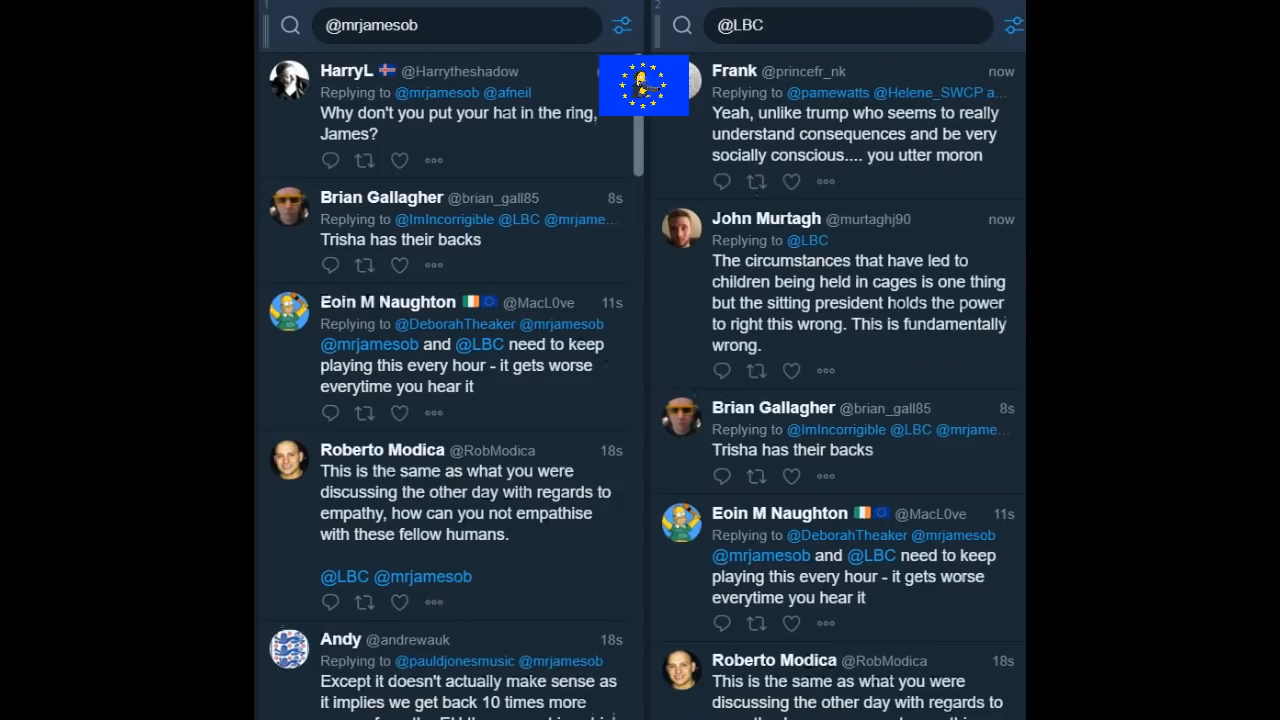 1
@mrjamesob
HarryL @Harrytheshadow
Replying to @mrjamesob @afneil
Why don't you put your hat in the ring,
James?
Brian Gallagher @brian_gall85 8s
Replying to @ImIncorrigible @LBC @mrjame...
Trisha has their backs
Eoin M Naughton @MacL0ve 11s
Replying to @DeborahTheaker @mrjamesob
@mrjamesob and @LBC need to keep
playing this every hour - it gets worse
everytime you hear it
Roberto Modica @RobModica 18s
This is the same as what you were
discussing the other day with regards to
empathy, how can you not empathise
with these fellow humans.
@LBC @mrjamesob
Andy @andrewauk 18s
Replying to @pauldjonesmusic @mrjamesob
Except it doesn't actually make sense as
it implies we get back 10 times more
2
@LBC
Frank @princefr_nk now
Replying to @pamewatts @Helene_SWCP a...
Yeah, unlike trump who seems to really
understand consequences and be very
socially conscious.... you utter moron
John Murtagh @murtaghj90 now
Replying to @LBC
The circumstances that have led to
children being held in cages is one thing
but the sitting president holds the power
to right this wrong. This is fundamentally
wrong.
Brian Gallagher @brian_gall85 8s
Replying to @ImIncorrigible @LBC @mrjame...
Trisha has their backs
Eoin M Naughton @MacL0ve 11s
Replying to @DeborahTheaker @mrjamesob
@mrjamesob and @LBC need to keep
playing this every hour - it gets worse
everytime you hear it
Roberto Modica @RobModica 18s
This is the same as what you were
discussing the other day with regards to